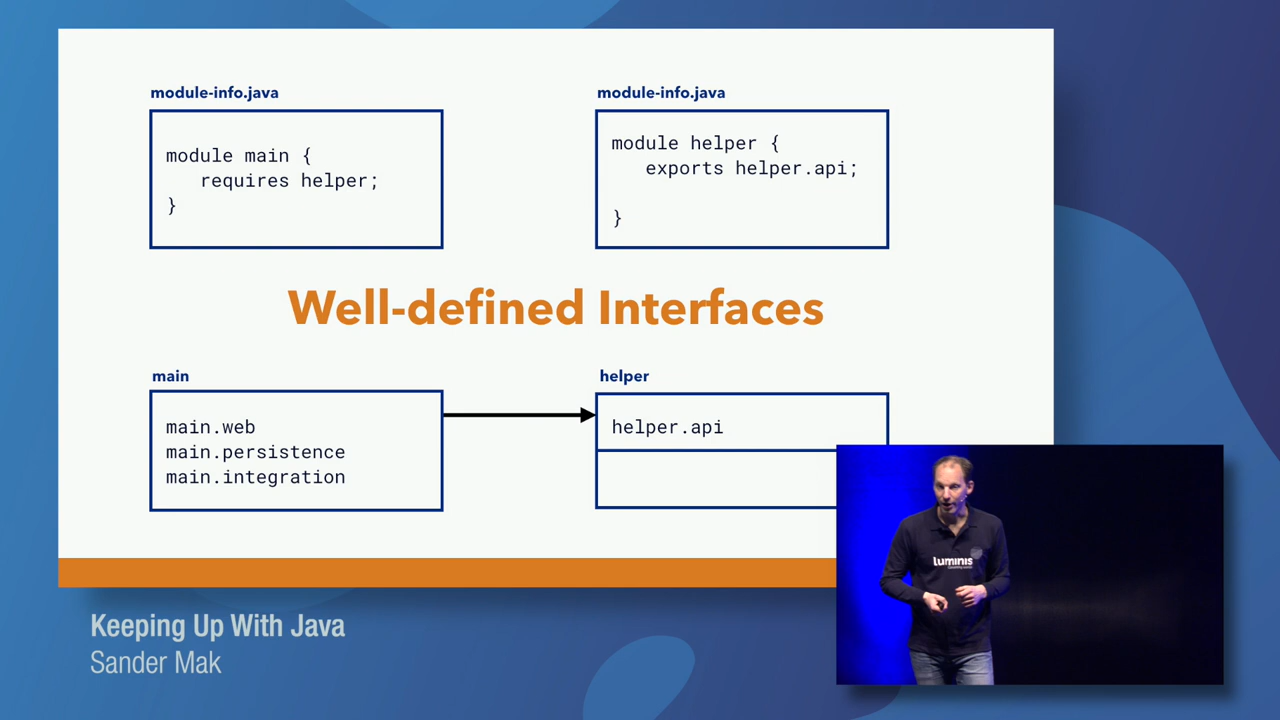 module-info.java
module main {
requires helper;
}
module-info.java
module helper {
exports helper.api;
}
Well-defined Interfaces
main
main.web
main.persistence
main.integration
helper
helper.api
luminis
Keeping Up With Java
Sander Mak